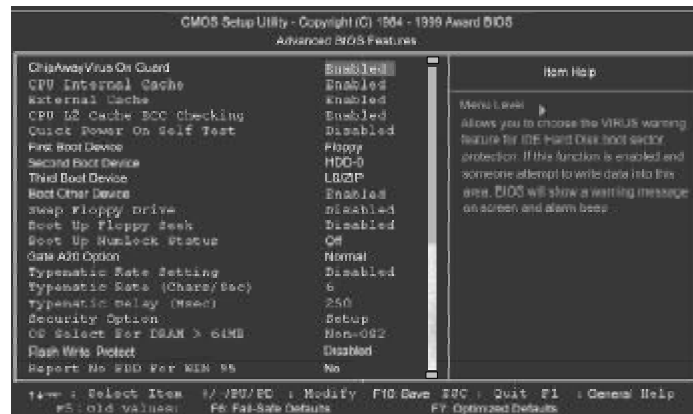 CMOS Setup Utility - Copyright (C) 1984 - 1999 Award BIOS
Advanced BIOS Features
ChipAwayVirus On Guard Enabled
CPU Internal Cache Enabled
External Cache Enabled
CPU L2 Cache ECC Checking Enabled
Quick Power On Self Test Disabled
First Boot Device Floppy
Second Boot Device HDD-0
Third Boot Device LS/ZIP
Boot Other Device Enabled
Swap Floppy Drive Disabled
Boot Up Floppy Seek Disabled
Boot Up Numlock Status Off
Gate A20 Option Normal
Typematic Rate Setting Disabled
Typematic Rate (Chars/Sec) 6
Typematic Delay (Msec) 250
Security Option Setup
OS Select For DRAM > 64MB Non-OS2
Flash Write Protect Disabled
Report No FDD For WIN 95 No
Item Help
Menu Level
Allows you to choose the VIRUS warning
feature for IDE Hard Disk boot sector
protection. If this function is enabled and
someone attempt to write data into this
area, BIOS will show a warning message
on screen and alarm beep
: Select Item +/-/PU/PD : Modify F10: Save ESC : Quit F1 : General Help
F5 : old values: F6: Fail-Safe Defaults F7: Optimized Defaults